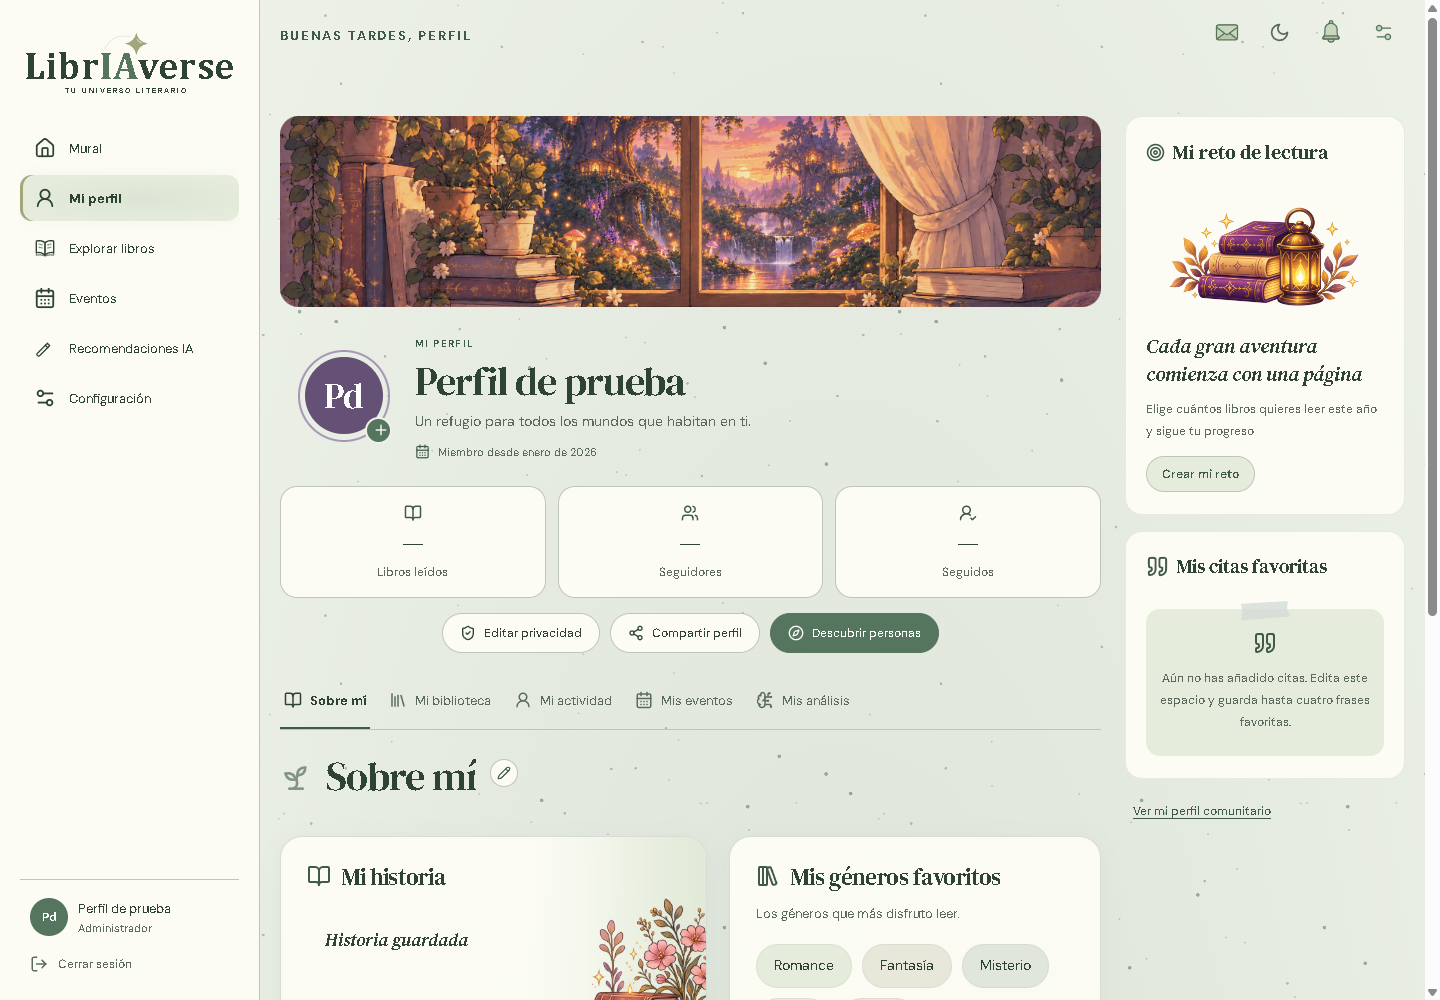 LibrIAverse
TU UNIVERSO LITERARIO
Mural
Mi perfil
Explorar libros
Eventos
Recomendaciones IA
Configuración
Pd
Perfil de prueba
Administrador
Cerrar sesión
BUENAS TARDES, PERFIL
Pd
MI PERFIL
Perfil de prueba
Un refugio para todos los mundos que habitan en ti.
Miembro desde enero de 2026
—
Libros leídos
—
Seguidores
—
Seguidos
Editar privacidad
Compartir perfil
Descubrir personas
Sobre mí
Mi biblioteca
Mi actividad
Mis eventos
Mis análisis
Sobre mí
Mi historia
Historia guardada
Mis géneros favoritos
Los géneros que más disfruto leer.
Romance
Fantasía
Misterio
Mi reto de lectura
Cada gran aventura
comienza con una página
Elige cuántos libros quieres leer este año
y sigue tu progreso
Crear mi reto
Mis citas favoritas
Aún no has añadido citas. Edita este
espacio y guarda hasta cuatro frases
favoritas.
Ver mi perfil comunitario